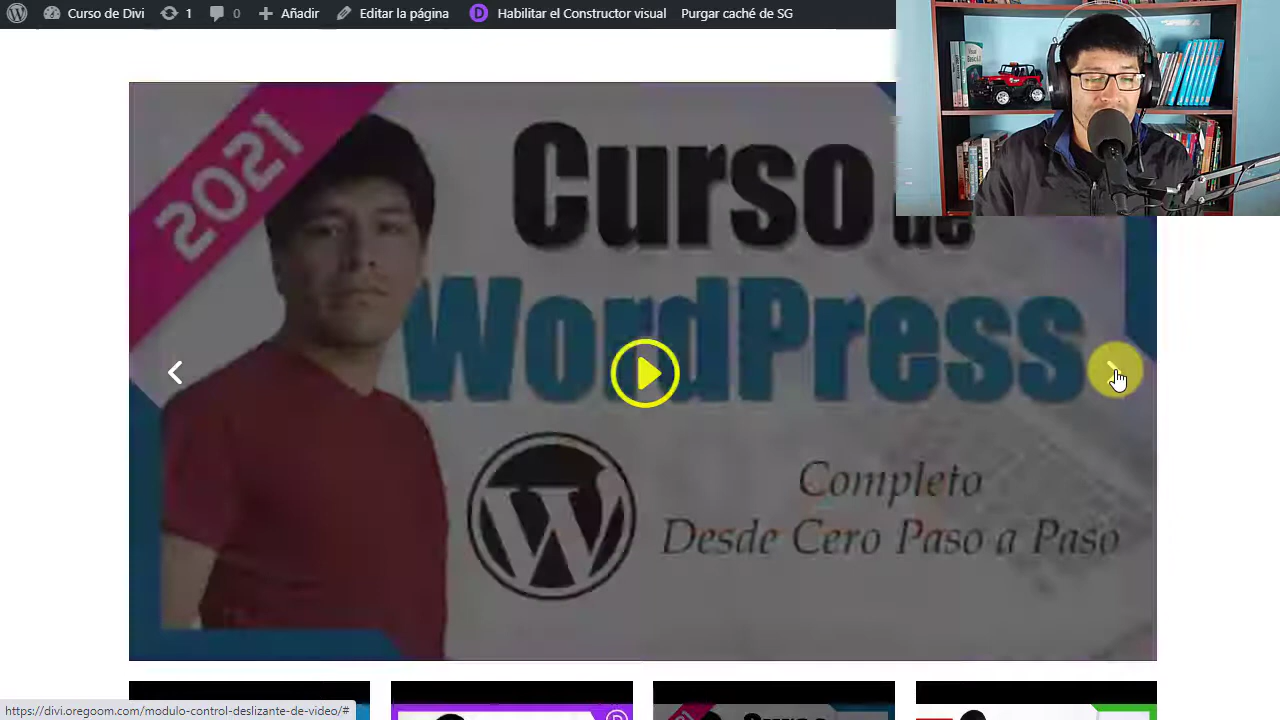 Curso de Divi
1
0
Añadir
Editar la página
Habilitar el Constructor visual
Purgar caché de SG
2021
Curso de
WordPress
Completo
Desde Cero Paso a Paso
https://divi.oregoom.com/modulo-control-deslizante-de-video/#